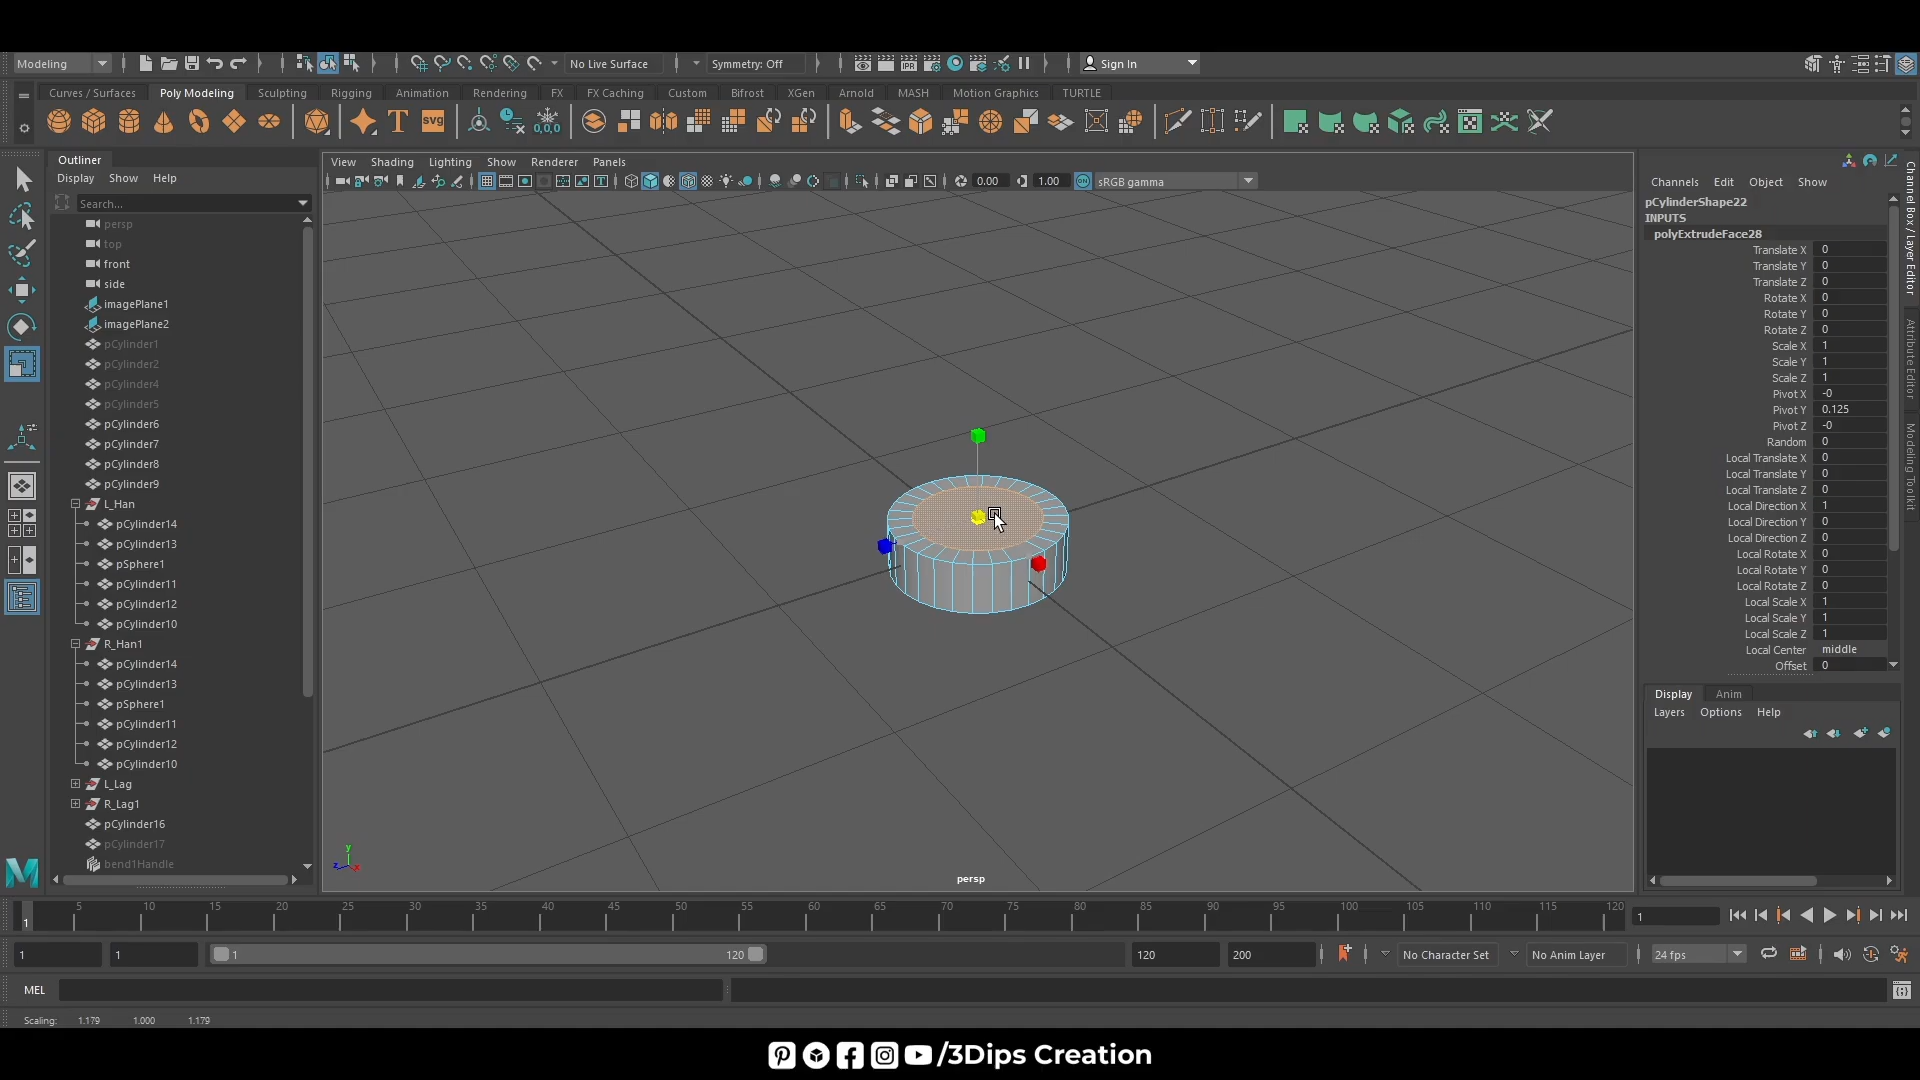 Modeling No Live Surface Symmetry: Off Sign In
Curves / Surfaces Poly Modeling Sculpting Rigging Animation Rendering FX FX Caching Custom Bifrost XGen Arnold MASH Motion Graphics TURTLE
Outliner
Display Show Help
Search...
persp
top
front
side
imagePlane1
imagePlane2
pCylinder1
pCylinder2
pCylinder4
pCylinder5
pCylinder6
pCylinder7
pCylinder8
pCylinder9
L_Han
pCylinder14
pCylinder13
pSphere1
pCylinder11
pCylinder12
pCylinder10
R_Han1
pCylinder14
pCylinder13
pSphere1
pCylinder11
pCylinder12
pCylinder10
L_Lag
R_Lag1
pCylinder16
pCylinder17
bend1Handle
View Shading Lighting Show Renderer Panels
0.00 1.00 ON sRGB gamma
y
z x
persp
Channels Edit Object Show
pCylinderShape22
INPUTS
polyExtrudeFace28
Translate X 0
Translate Y 0
Translate Z 0
Rotate X 0
Rotate Y 0
Rotate Z 0
Scale X 1
Scale Y 1
Scale Z 1
Pivot X -0
Pivot Y 0.125
Pivot Z -0
Random 0
Local Translate X 0
Local Translate Y 0
Local Translate Z 0
Local Direction X 1
Local Direction Y 0
Local Direction Z 0
Local Rotate X 0
Local Rotate Y 0
Local Rotate Z 0
Local Scale X 1
Local Scale Y 1
Local Scale Z 1
Local Center middle
Offset 0
Display Anim
Layers Options Help
Channel Box / Layer Editor
Attribute Editor
Modeling Toolkit
5 10 15 20 25 30 35 40 45 50 55 60 65 70 75 80 85 90 95 100 105 110 115 120
1 1
1 1 1 120 120 200 No Character Set No Anim Layer 24 fps
MEL
Scaling: 1.179 1.000 1.179
/3Dips Creation